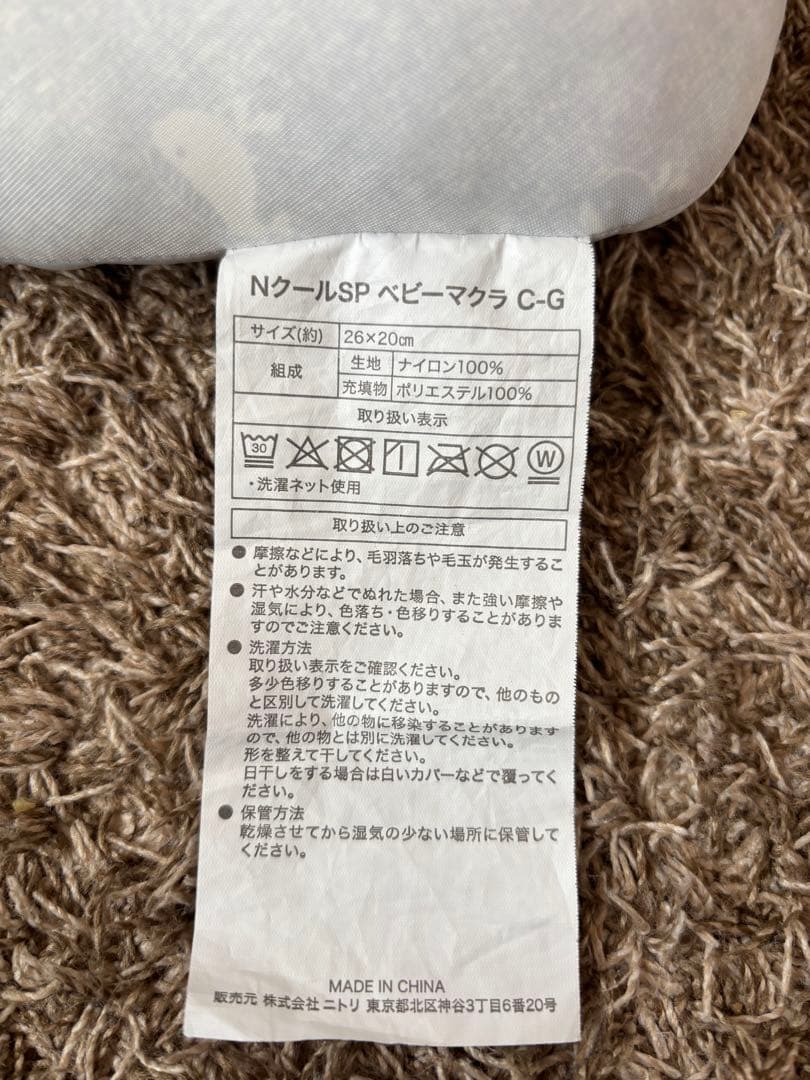 NクールSP ベビーマクラ C-G
サイズ(約) 26×20㎝
組成 生地 ナイロン100%
充填物 ポリエステル100%
取り扱い表示
30 W
・洗濯ネット使用
取り扱い上のご注意
● 摩擦などにより、毛羽落ちや毛玉が発生するこ
とがあります。
● 汗や水分などでぬれた場合、また強い摩擦や
湿気により、色落ち・色移りすることがありま
すのでご注意ください。
● 洗濯方法
取り扱い表示をご確認ください。
多少色移りすることがありますので、他のもの
と区別して洗濯してください。
洗濯により、他の物に移染することがあります
ので、他の物とは別に洗濯してください。
形を整えて干してください。
日干しをする場合は白いカバーなどで覆ってく
ださい。
● 保管方法
乾燥させてから湿気の少ない場所に保管して
ください。
MADE IN CHINA
販売元 株式会社 ニトリ 東京都北区神谷3丁目6番20号